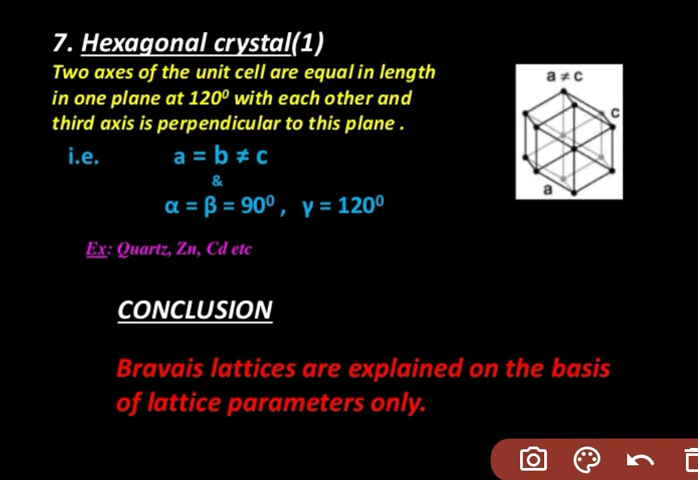 7. Hexagonal crystal(1)
Two axes of the unit cell are equal in length
in one plane at 120⁰ with each other and
third axis is perpendicular to this plane .
i.e. a = b ≠ c
&
α = β = 90⁰ , γ = 120⁰
Ex: Quartz, Zn, Cd etc
a ≠ c
c
a
CONCLUSION
Bravais lattices are explained on the basis
of lattice parameters only.